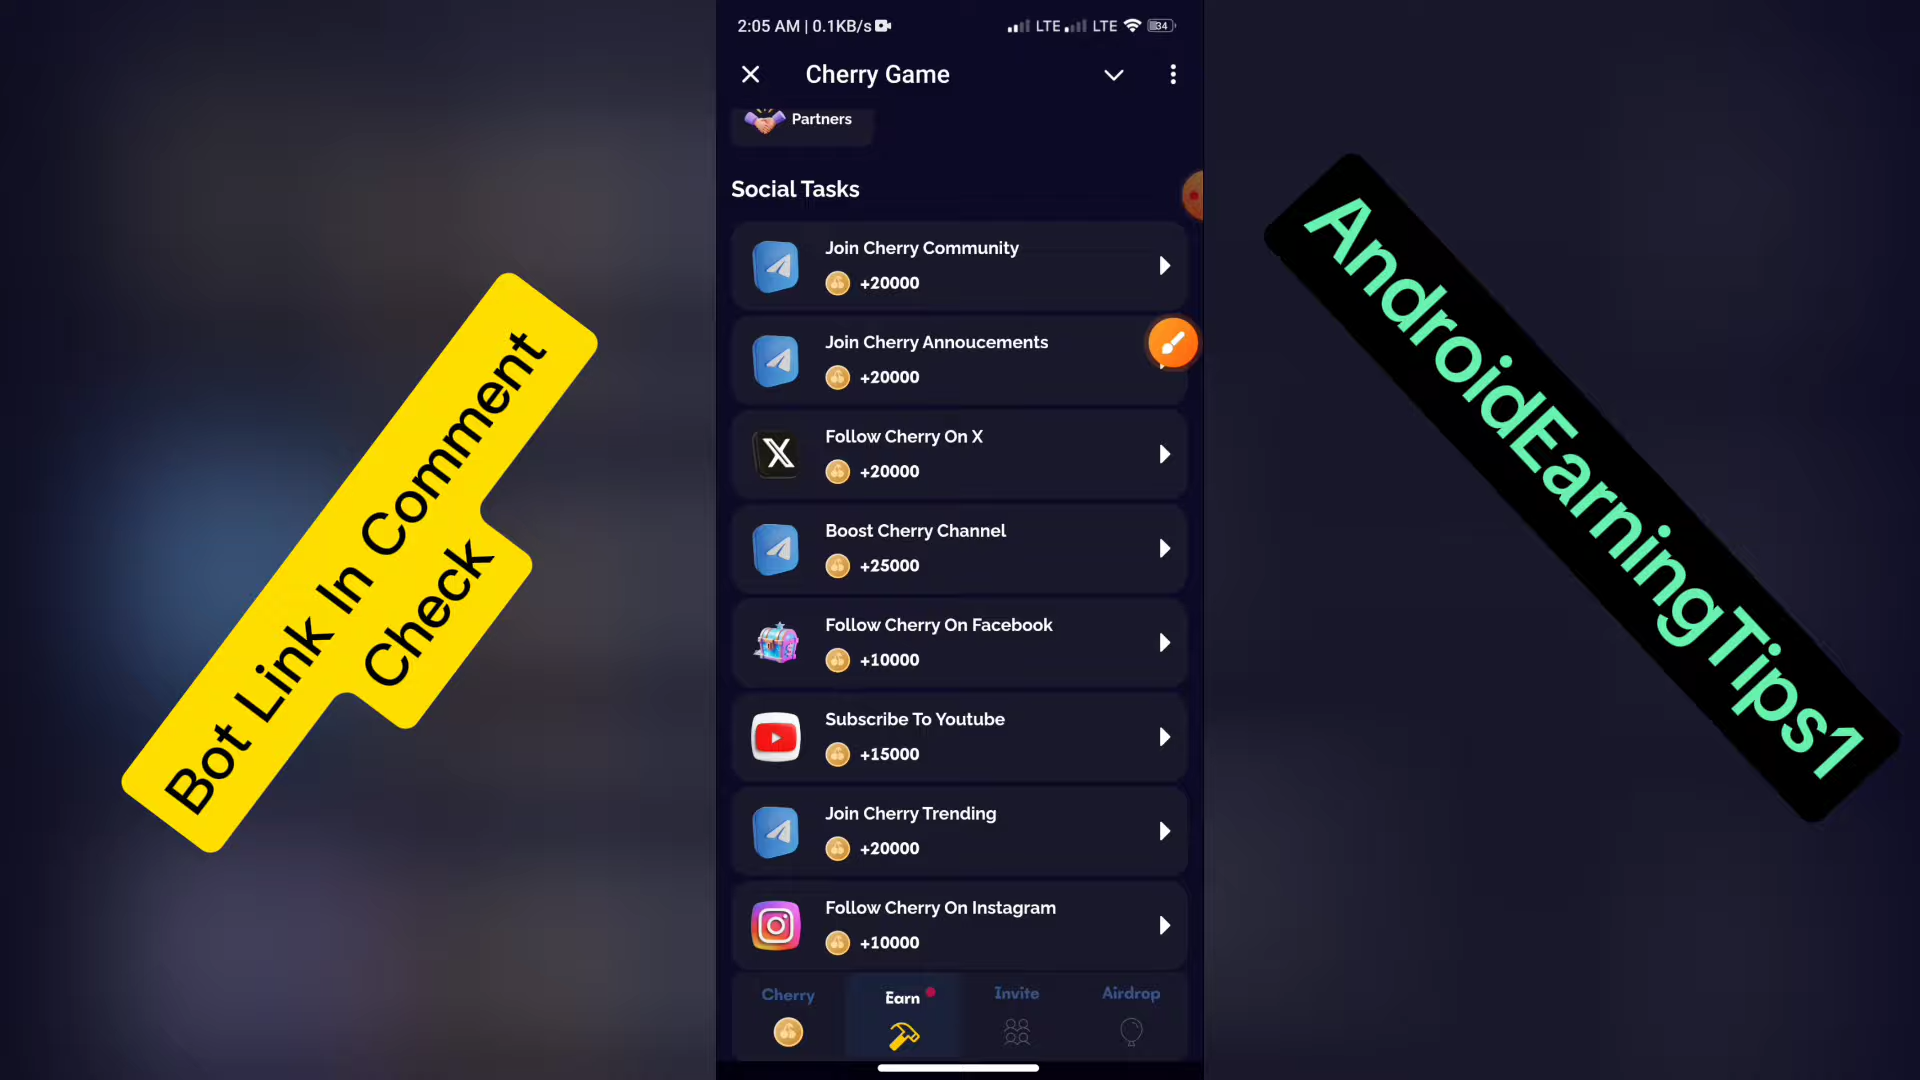 2:05 AM | 0.1KB/s LTE LTE 34
Cherry Game
Partners
Social Tasks
Join Cherry Community
+20000
Join Cherry Annoucements
+20000
Follow Cherry On X
+20000
Boost Cherry Channel
+25000
Follow Cherry On Facebook
+10000
Subscribe To Youtube
+15000
Join Cherry Trending
+20000
Follow Cherry On Instagram
+10000
Cherry Earn Invite Airdrop
Bot Link In Comment
Check
AndroidEarningTips1